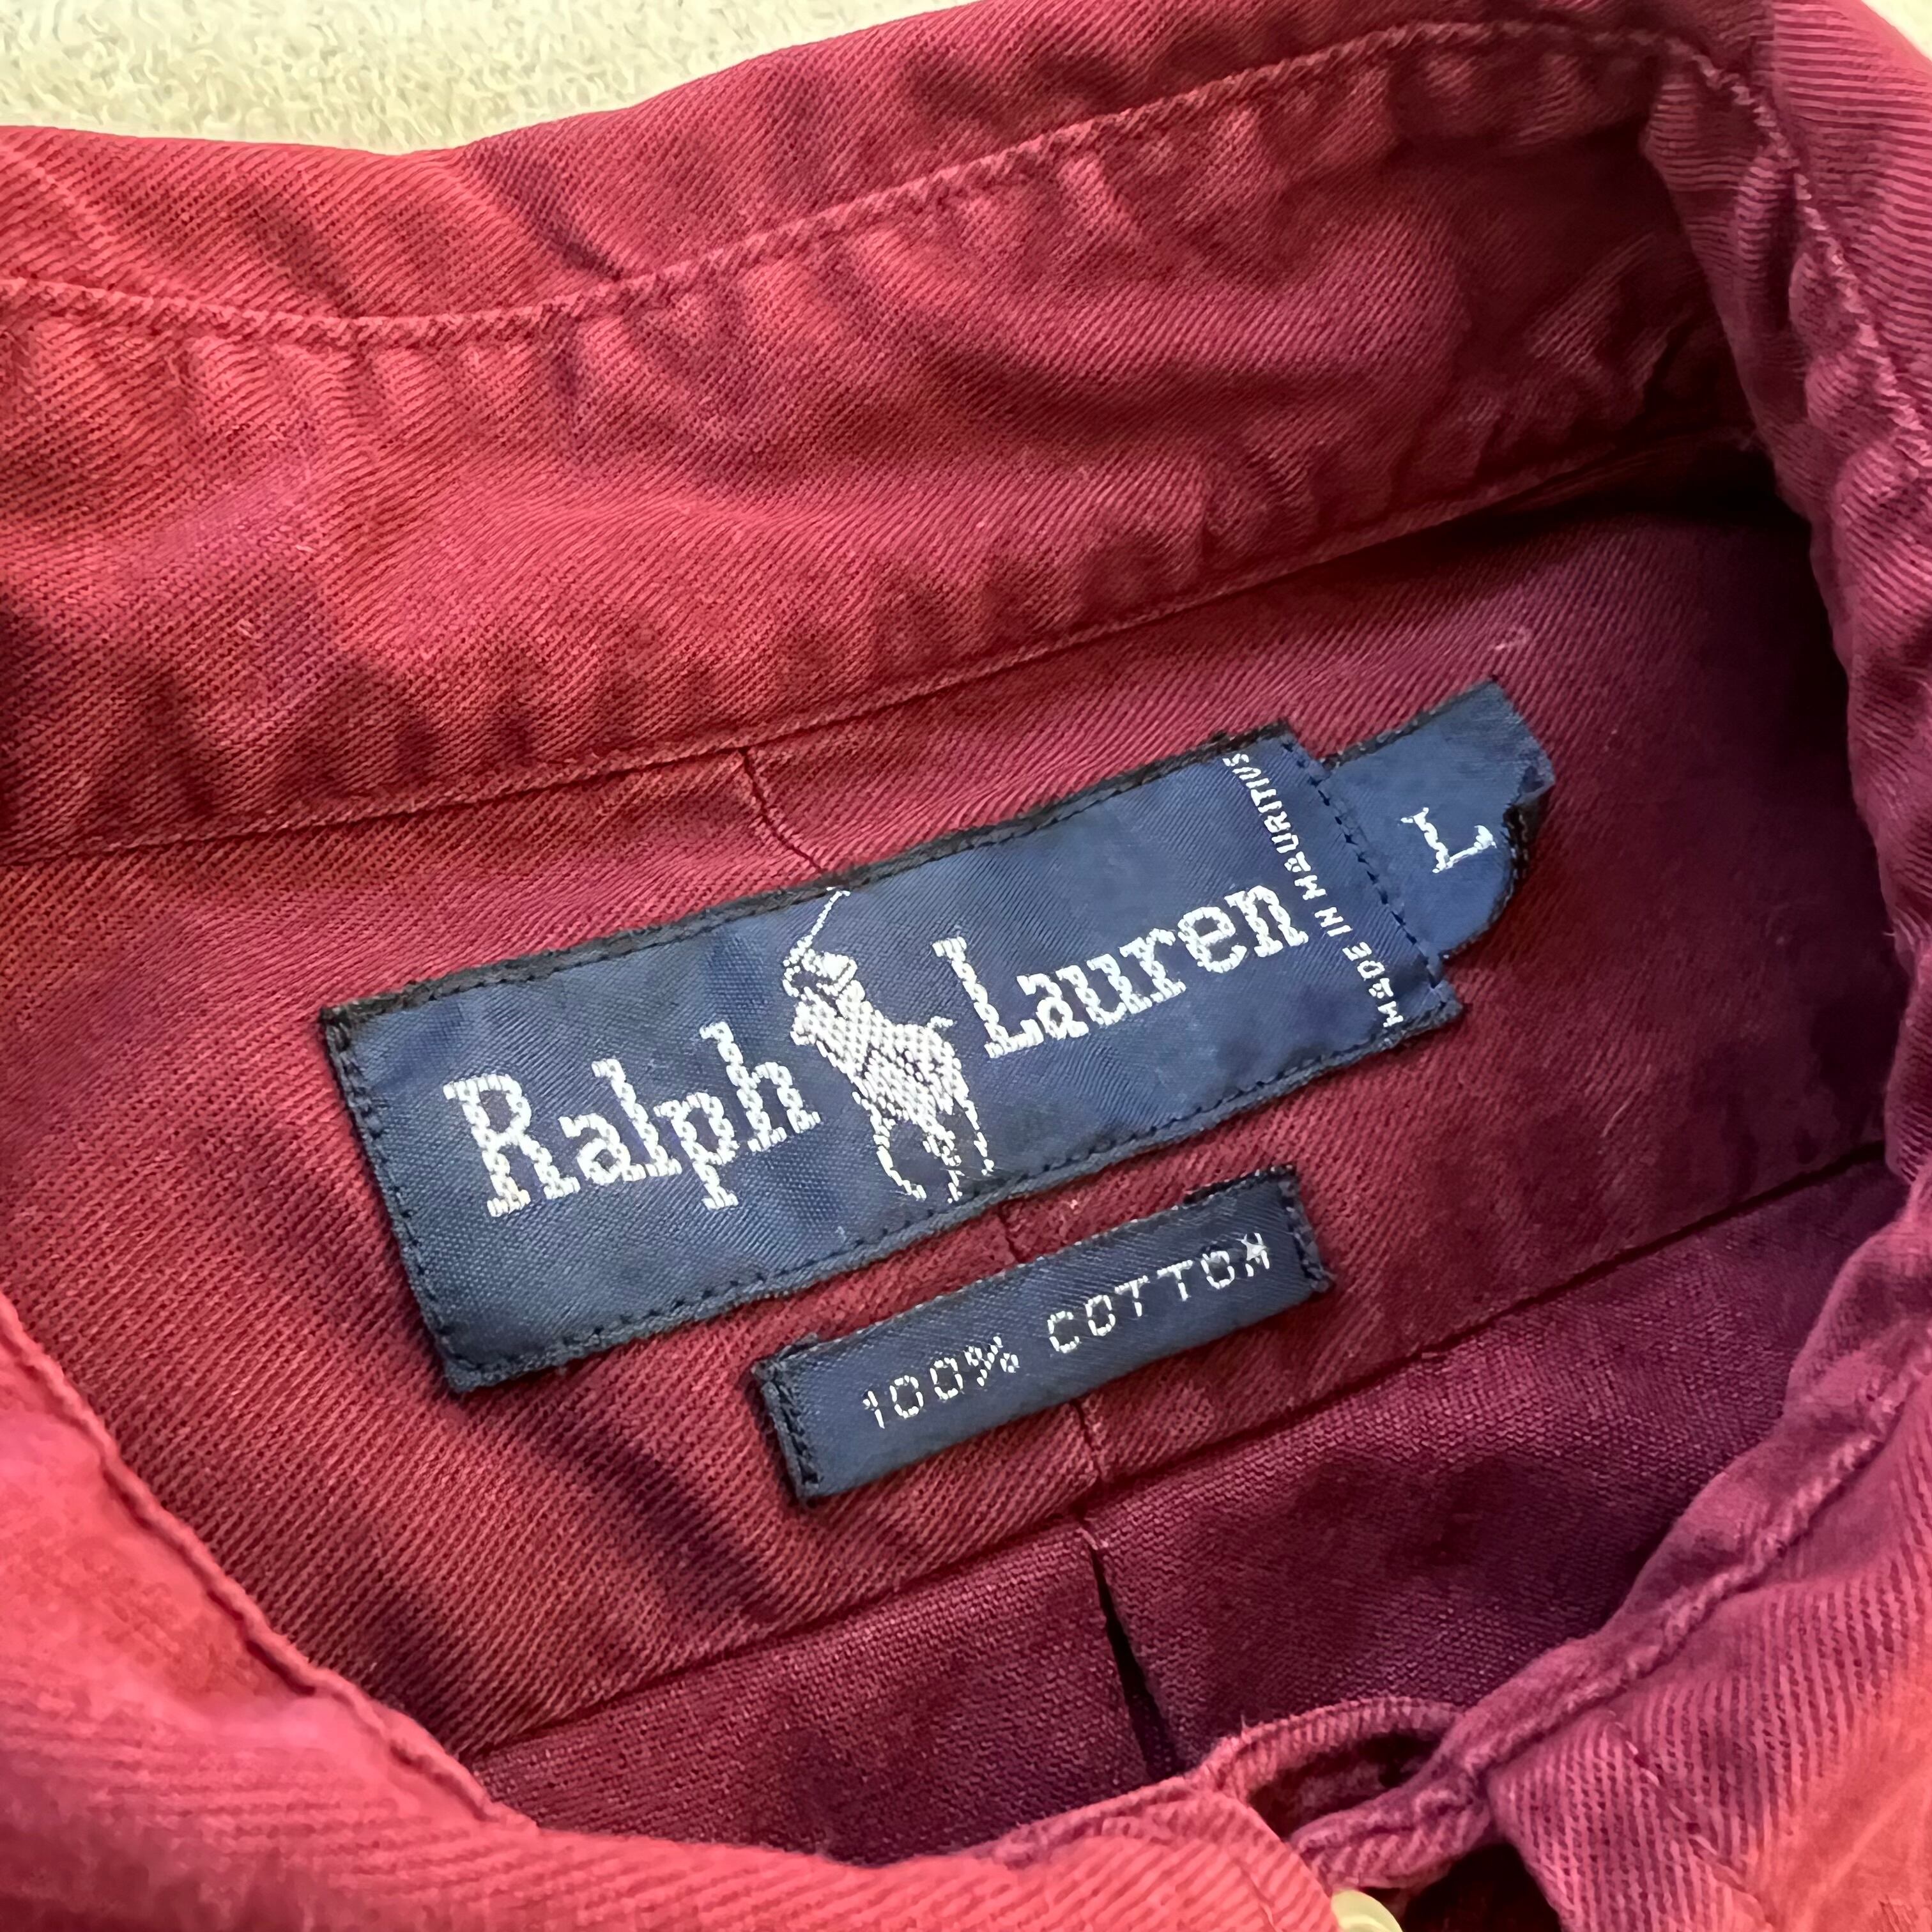 Ralph Lauren
MADE IN MAURITIUS
L
100% COTTON